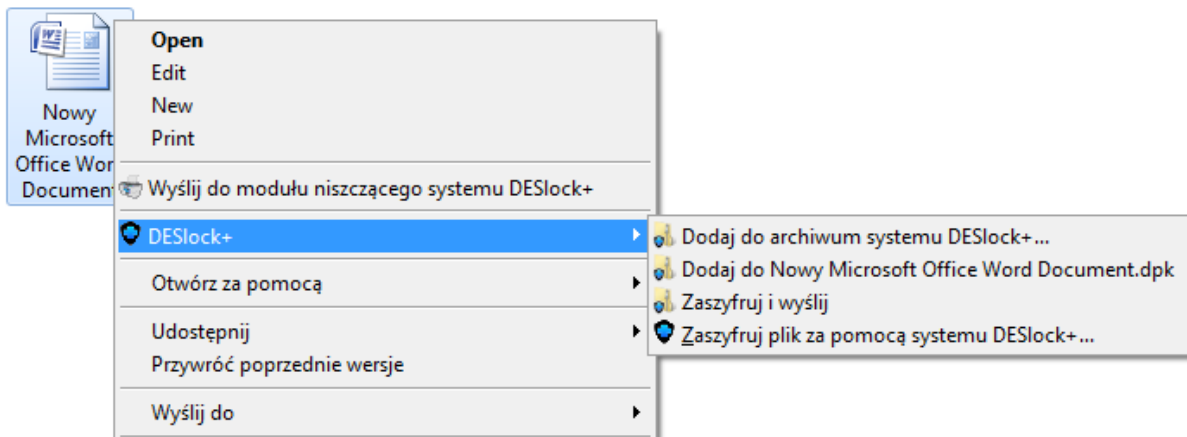 Open
Edit
New
Print
Nowy
Microsoft
Office Wor
Documen
Wyślij do modułu niszczącego systemu DESlock+
DESlock+
Dodaj do archiwum systemu DESlock+...
Dodaj do Nowy Microsoft Office Word Document.dpk
Zaszyfruj i wyślij
Zaszyfruj plik za pomocą systemu DESlock+...
Otwórz za pomocą
Udostępnij
Przywróć poprzednie wersje
Wyślij do